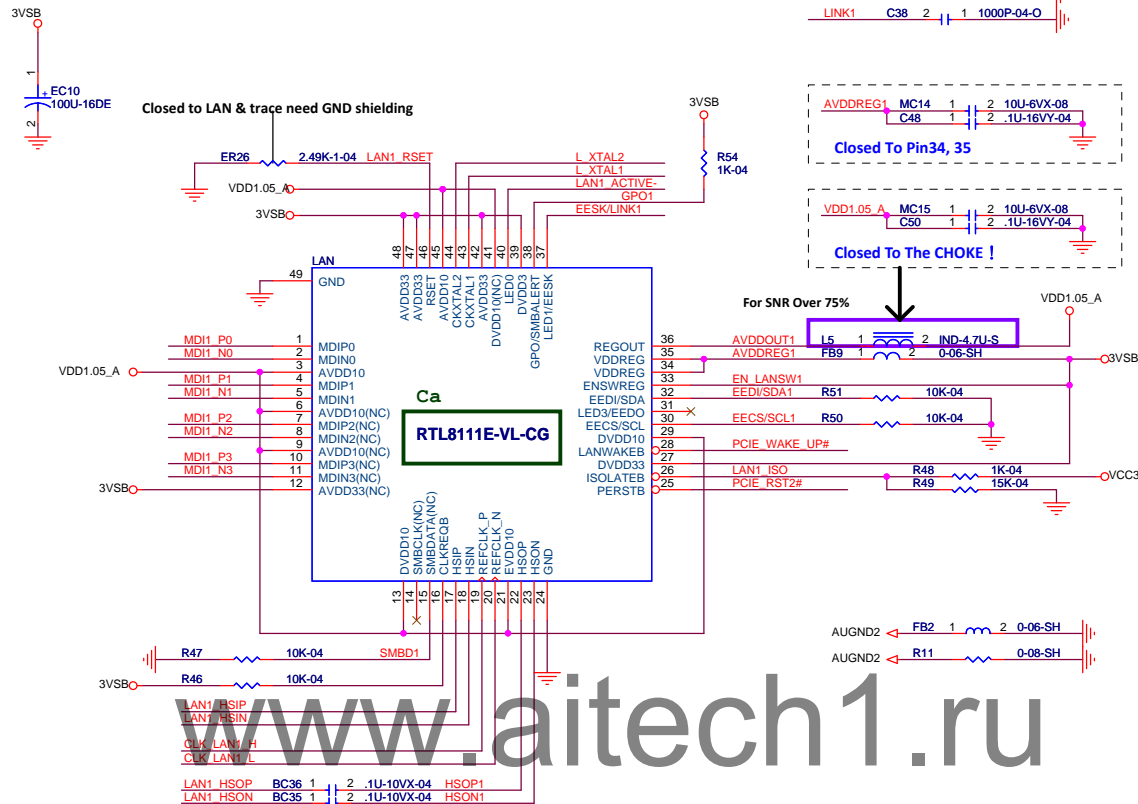 3VSB
LINK1 C38 2 1 1000P-04-O
1
+ EC10
100U-16DE
2
Closed to LAN & trace need GND shielding
3VSB
AVDDREG1 MC14 1 2 10U-6VX-08
C48 1 2 .1U-16VY-04
Closed To Pin34, 35
ER26 2.49K-1-04 LAN1_RSET
L_XTAL2
R54
1K-04
VDD1.05_A
L_XTAL1
LAN1_ACTIVE-
GPO1
3VSB
EESK/LINK1
VDD1.05_A MC15 1 2 10U-6VX-08
C50 1 2 .1U-16VY-04
Closed To The CHOKE !
48 47 46 45 44 43 42 41 40 39 38 37
LAN
49 GND
AVDD33
AVDD33
RSET
AVDD10
CKXTAL2
CKXTAL1
AVDD33
DVDD10(NC)
LED0
DVDD3
GPO/SMBALERT
LED1/EESK
For SNR Over 75%
VDD1.05_A
MDI1_P0 1 MDIP0
MDI1_N0 2 MDIN0
VDD1.05_A 3 AVDD10
MDI1_P1 4 MDIP1
MDI1_N1 5 MDIN1
6 AVDD10(NC)
MDI1_P2 7 MDIP2(NC)
MDI1_N2 8 MDIN2(NC)
9 AVDD10(NC)
MDI1_P3 10 MDIP3(NC)
MDI1_N3 11 MDIN3(NC)
3VSB 12 AVDD33(NC)
Ca
RTL8111E-VL-CG
REGOUT 36 AVDDOUT1 L5 1 2 IND-4.7U-S
VDDREG 35 AVDDREG1 FB9 1 2 0-06-SH 3VSB
VDDREG 34
ENSWREG 33 EN_LANSW1
EEDI/SDA 32 EEDI/SDA1 R51 10K-04
LED3/EEDO 31
EECS/SCL 30 EECS/SCL1 R50 10K-04
DVDD10 29
LANWAKEB 28 PCIE_WAKE_UP#
DVDD33 27
ISOLATEB 26 LAN1_ISO R48 1K-04 VCC3
PERSTB 25 PCIE_RST2# R49 15K-04
DVDD10
SMBCLK(NC)
SMBDATA(NC)
CLKREQB
HSIP
HSIN
REFCLK_P
REFCLK_N
EVDD10
HSOP
HSON
GND
13 14 15 16 17 18 19 20 21 22 23 24
AUGND2 FB2 1 2 0-06-SH
AUGND2 R11 0-08-SH
R47 10K-04 SMBD1
3VSB R46 10K-04
LAN1_HSIP
LAN1_HSIN
CLK_LAN1_H
CLK_LAN1_L
www.aitech1.ru
LAN1_HSOP BC36 1 2 .1U-10VX-04 HSOP1
LAN1_HSON BC35 1 2 .1U-10VX-04 HSON1